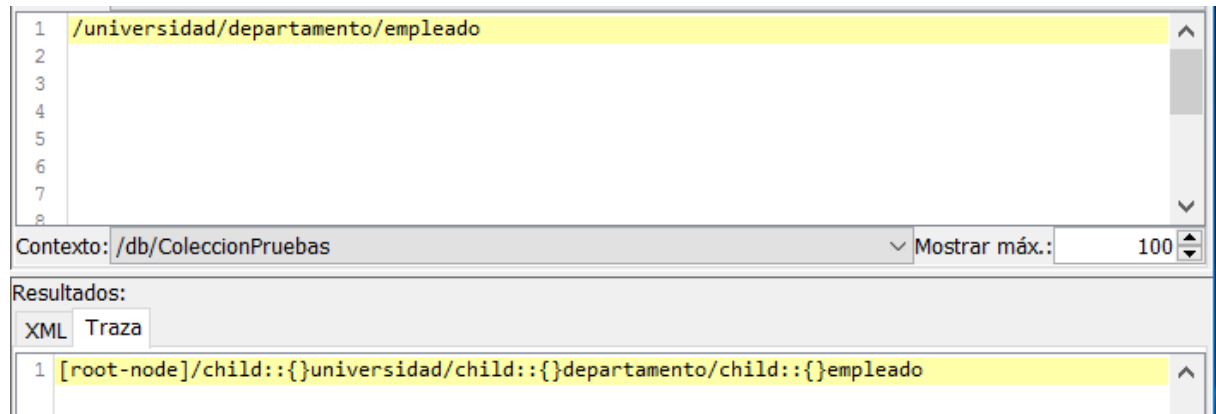 1 /universidad/departamento/empleado
2
3
4
5
6
7
8
Contexto: /db/ColeccionPruebas Mostrar máx.: 100
Resultados:
XML Traza
1 [root-node]/child::{}universidad/child::{}departamento/child::{}empleado